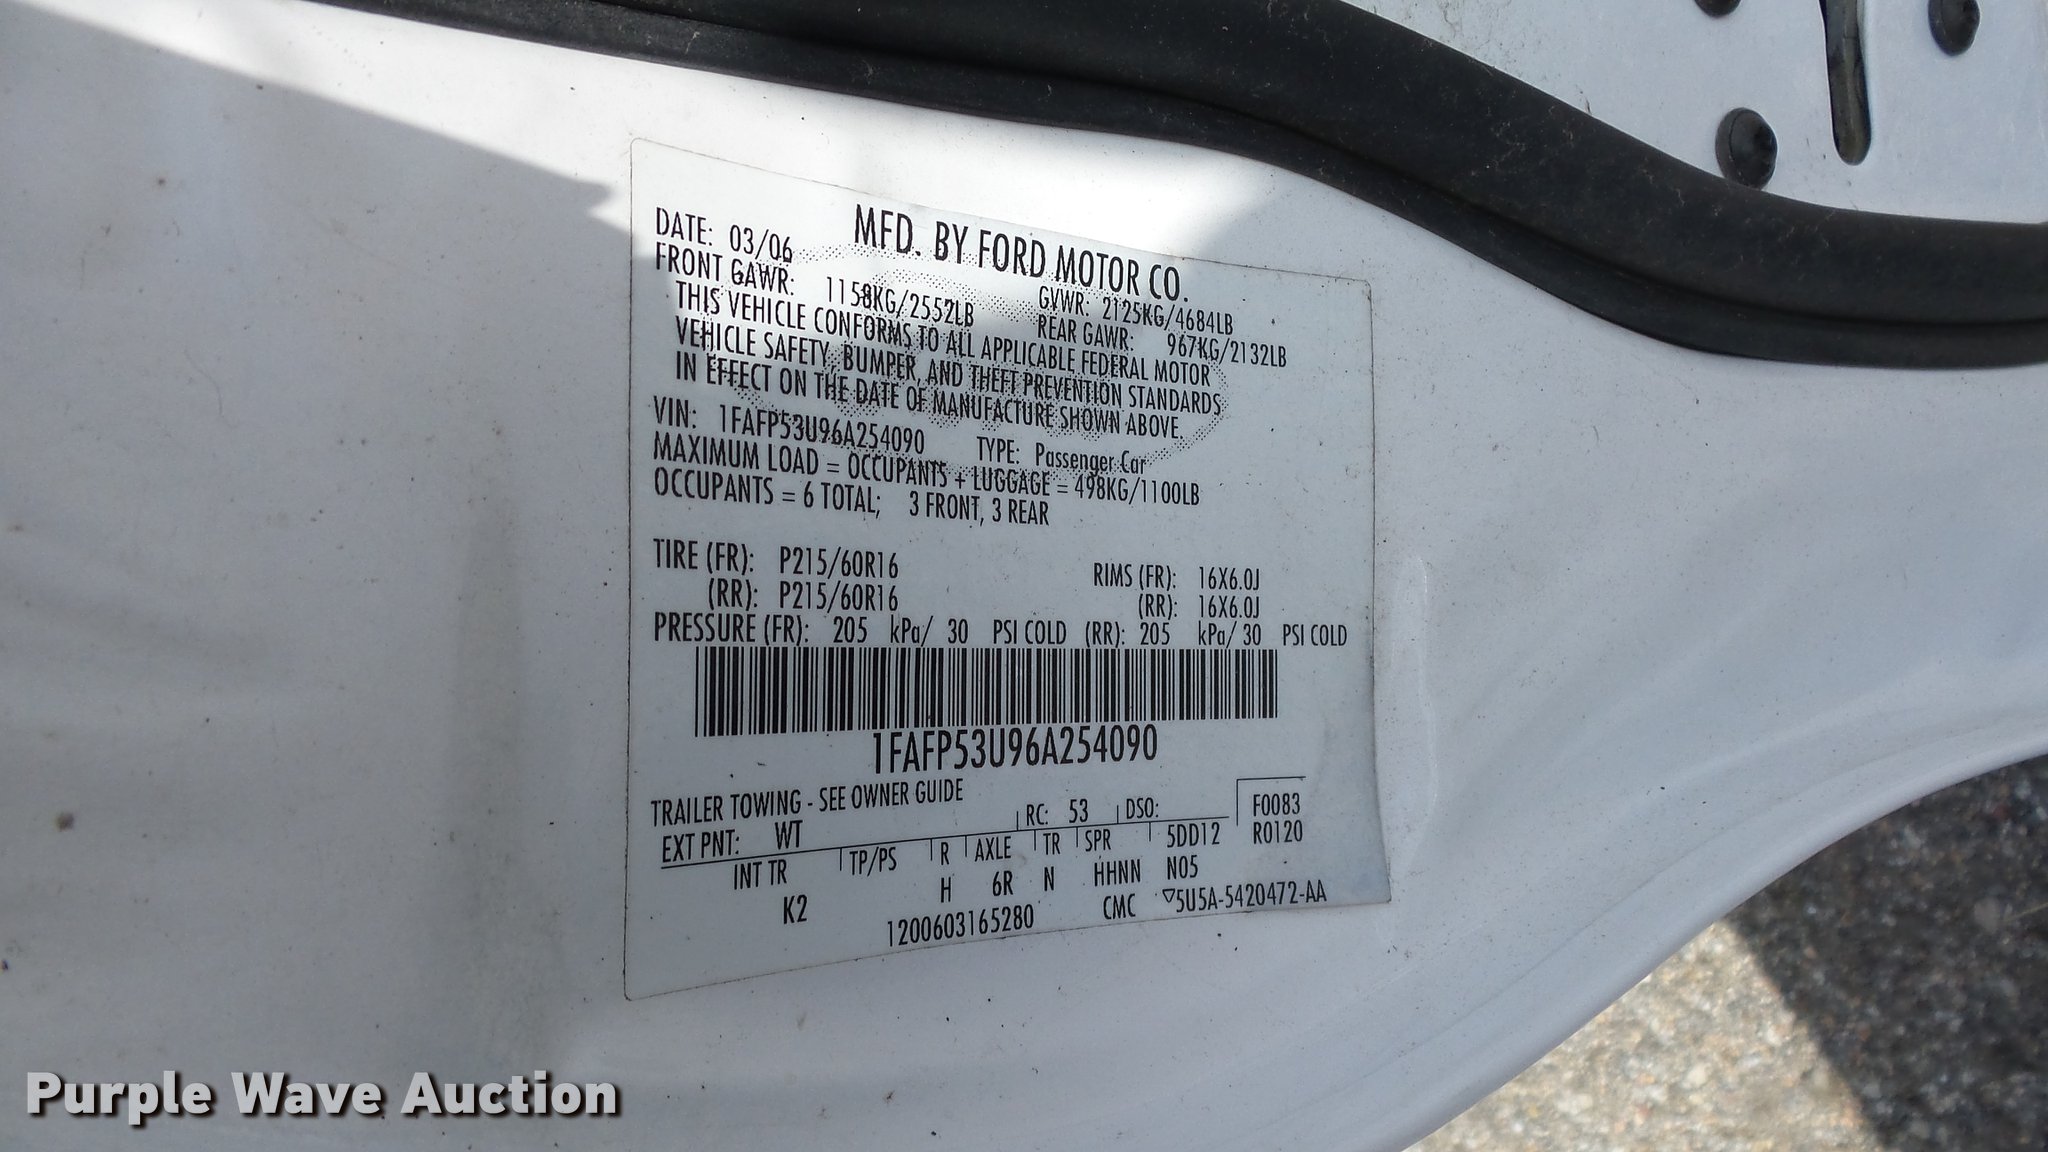 MFD. BY FORD MOTOR CO.
DATE: 03/06 GVWR: 2125KG/4684LB
FRONT GAWR: 1158KG/2552LB REAR GAWR: 967KG/2132LB
THIS VEHICLE CONFORMS TO ALL APPLICABLE FEDERAL MOTOR
VEHICLE SAFETY, BUMPER, AND THEFT PREVENTION STANDARDS
IN EFFECT ON THE DATE OF MANUFACTURE SHOWN ABOVE.
VIN: 1FAFP53U96A254090 TYPE: Passenger Car
MAXIMUM LOAD = OCCUPANTS + LUGGAGE = 498KG/1100LB
OCCUPANTS = 6 TOTAL; 3 FRONT, 3 REAR
TIRE (FR): P215/60R16 RIMS (FR): 16X6.0J
(RR): P215/60R16 (RR): 16X6.0J
PRESSURE (FR): 205 kPa/ 30 PSI COLD (RR): 205 kPa/ 30 PSI COLD
1FAFP53U96A254090
TRAILER TOWING - SEE OWNER GUIDE
EXT PNT: WT RC: 53 DSO: F0083
INT TR TP/PS R AXLE TR SPR 5DD12 R0120
K2 H 6R N HHNN N05
1200603165280 CMC ▽5U5A-5420472-AA
Purple Wave Auction